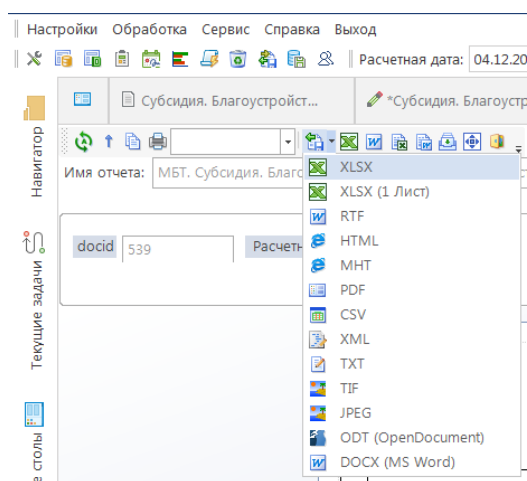 Настройки Обработка Сервис Справка Выход
Расчетная дата: 04.12.20
Субсидия. Благоустройст...
*Субсидия. Благоустр
Навигатор
Имя отчета: МБТ. Субсидия. Благо
XLSX
XLSX (1 Лист)
docid 539 Расчетн
RTF
HTML
MHT
PDF
CSV
XML
TXT
TIF
JPEG
ODT (OpenDocument)
DOCX (MS Word)
Текущие задачи
е столы